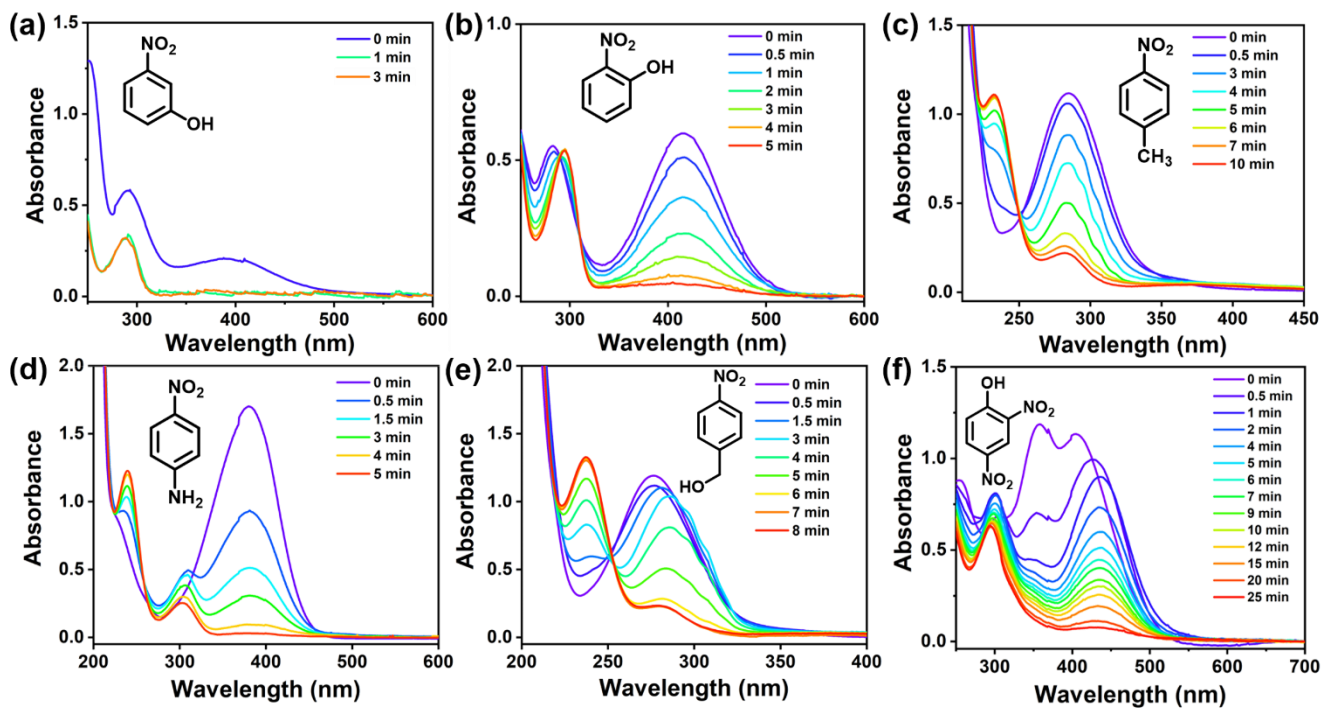 (a)
1.5
1.0
0.5
0.0
Absorbance
NO2
OH
0 min
1 min
3 min
300
400
500
600
Wavelength (nm)
(b)
1.0
0.5
0.0
Absorbance
NO2
OH
0 min
0.5 min
1 min
2 min
3 min
4 min
5 min
300
400
500
600
Wavelength (nm)
(c)
1.5
1.0
0.5
0.0
Absorbance
NO2
CH3
0 min
0.5 min
3 min
4 min
5 min
6 min
7 min
10 min
250
300
350
400
450
Wavelength (nm)
(d)
2.0
1.5
1.0
0.5
0.0
Absorbance
NO2
NH2
0 min
0.5 min
1.5 min
3 min
4 min
5 min
200
300
400
500
600
Wavelength (nm)
(e)
2.0
1.5
1.0
0.5
0.0
Absorbance
NO2
HO
0 min
0.5 min
1.5 min
3 min
4 min
5 min
6 min
7 min
8 min
200
250
300
350
400
Wavelength (nm)
(f)
1.5
1.0
0.5
0.0
Absorbance
OH
NO2
NO2
0 min
0.5 min
1 min
2 min
4 min
5 min
6 min
7 min
9 min
10 min
12 min
15 min
20 min
25 min
300
400
500
600
700
Wavelength (nm)